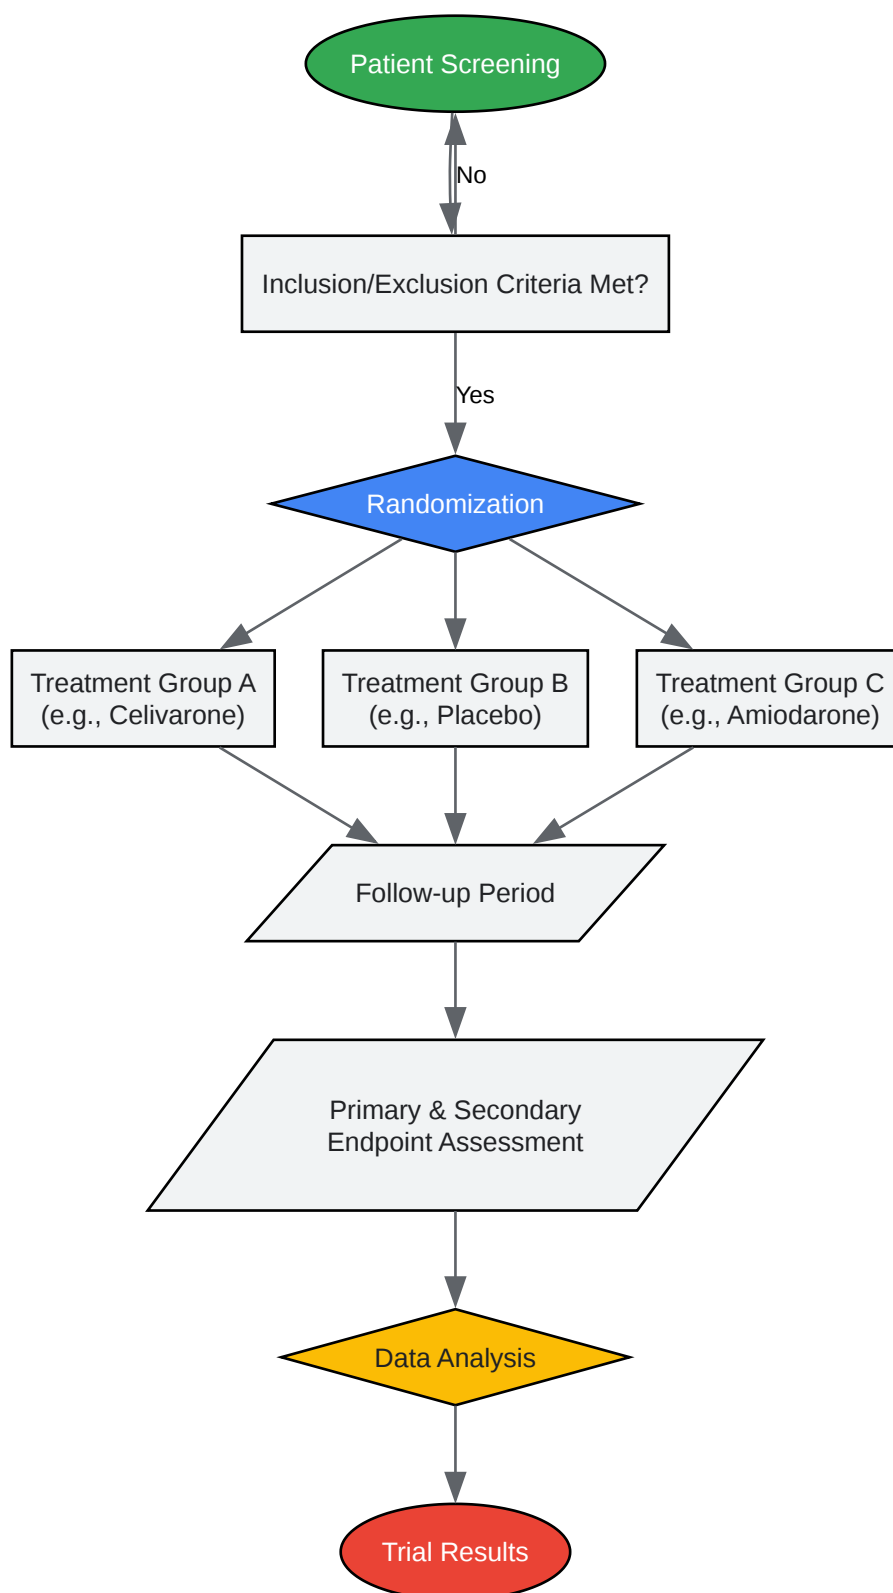 Patient Screening
No
Inclusion/Exclusion Criteria Met?
Yes
Randomization
Treatment Group A
(e.g., Celivarone)
Treatment Group B
(e.g., Placebo)
Treatment Group C
(e.g., Amiodarone)
Follow-up Period
Primary & Secondary
Endpoint Assessment
Data Analysis
Trial Results